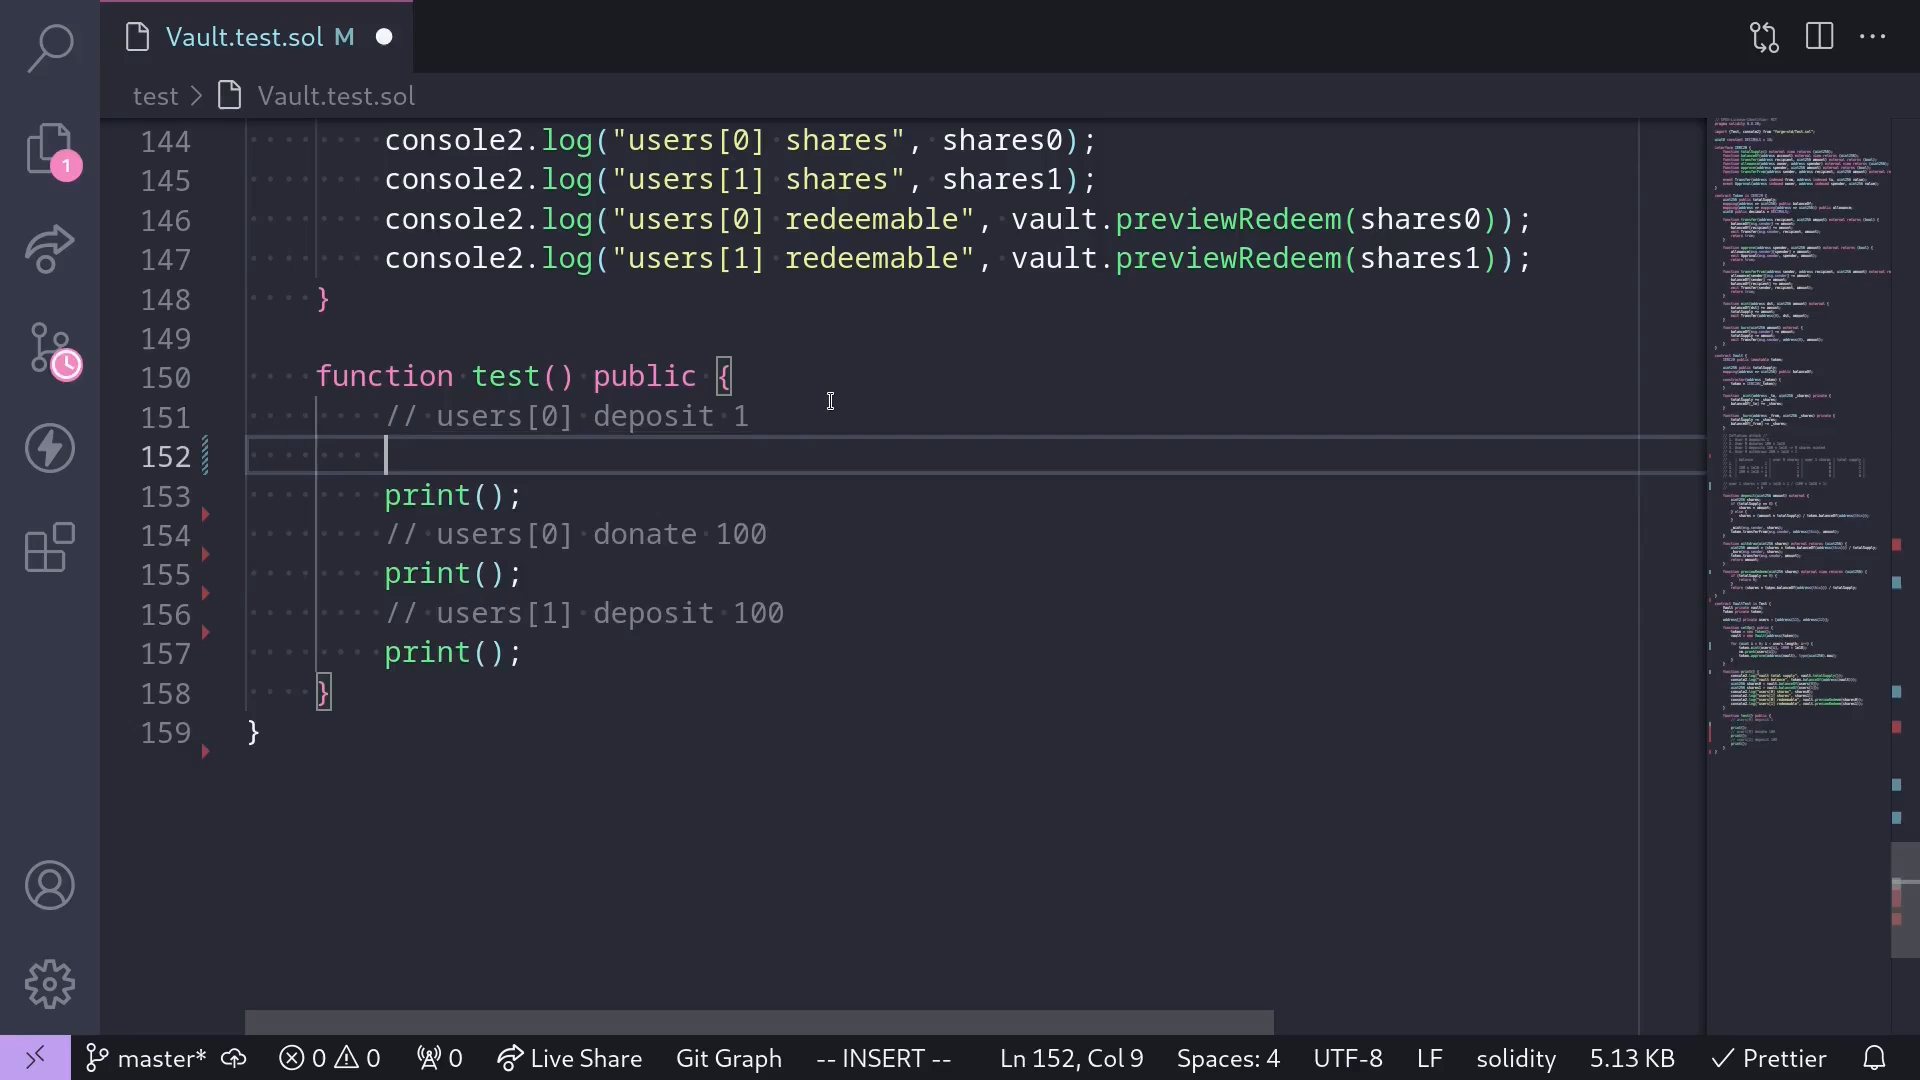 Vault.test.sol M
test > Vault.test.sol
1
144 console2.log("users[0] shares", shares0);
145 console2.log("users[1] shares", shares1);
146 console2.log("users[0] redeemable", vault.previewRedeem(shares0));
147 console2.log("users[1] redeemable", vault.previewRedeem(shares1));
148 }
149
150 function test() public {
151 // users[0] deposit 1
152
153 print();
154 // users[0] donate 100
155 print();
156 // users[1] deposit 100
157 print();
158 }
159 }
master* 0 0 0 Live Share Git Graph -- INSERT -- Ln 152, Col 9 Spaces: 4 UTF-8 LF solidity 5.13 KB Prettier